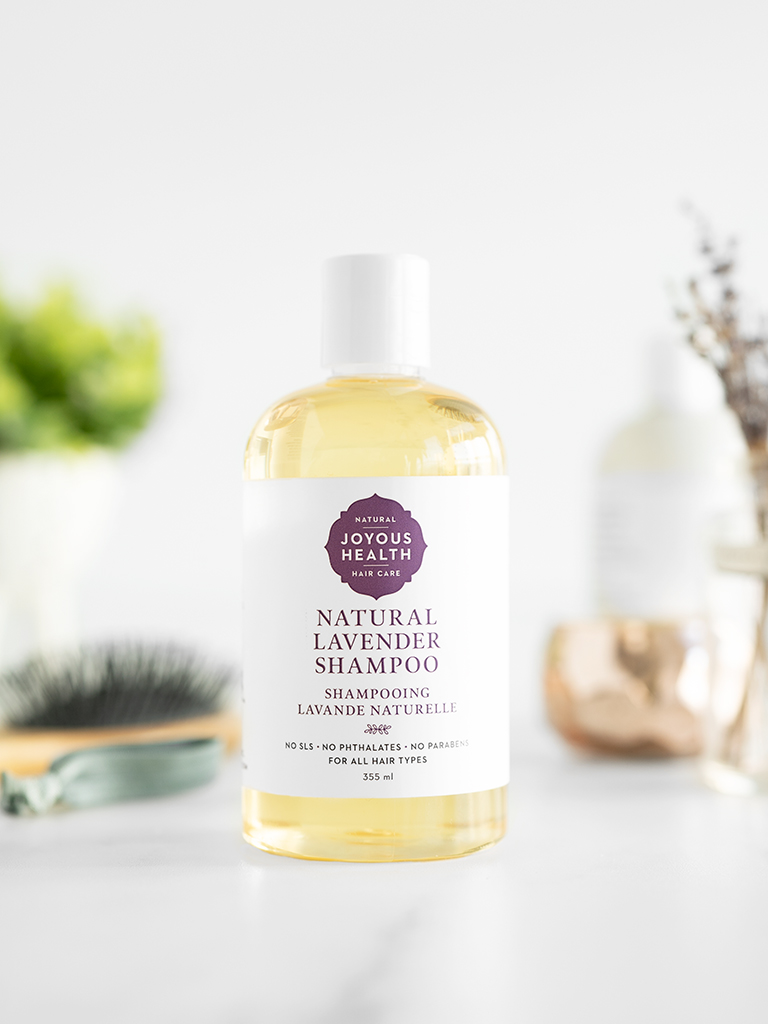 NATURAL
JOYOUS
HEALTH
HAIR CARE
NATURAL
LAVENDER
SHAMPOO
SHAMPOOING
LAVANDE NATURELLE
NO SLS • NO PHTHALATES • NO PARABENS
FOR ALL HAIR TYPES
355 ml